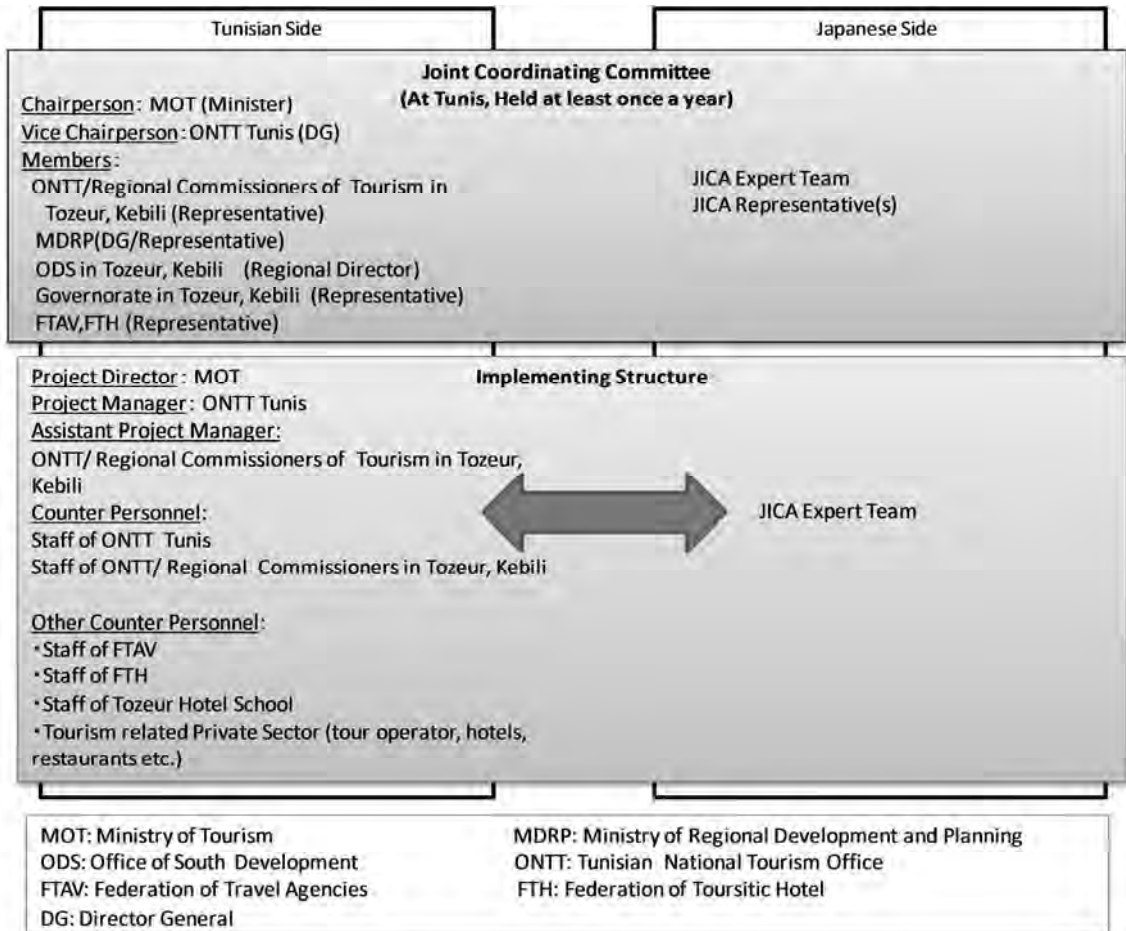 Tunisian Side
Japanese Side
Joint Coordinating Committee
(At Tunis, Held at least once a year)
Chairperson: MOT (Minister)
Vice Chairperson: ONTT Tunis (DG)
Members:
ONTT/Regional Commissioners of Tourism in
Tozeur, Kebili (Representative)
MDRP(DG/Representative)
ODS in Tozeur, Kebili (Regional Director)
Governorate in Tozeur, Kebili (Representative)
FTAV,FTH (Representative)
JICA Expert Team
JICA Representative(s)
Implementing Structure
Project Director: MOT
Project Manager: ONTT Tunis
Assistant Project Manager:
ONTT/ Regional Commissioners of Tourism in Tozeur,
Kebili
Counter Personnel:
Staff of ONTT Tunis
Staff of ONTT/ Regional Commissioners in Tozeur, Kebili
Other Counter Personnel:
・Staff of FTAV
・Staff of FTH
・Staff of Tozeur Hotel School
・Tourism related Private Sector (tour operator, hotels,
restaurants etc.)
JICA Expert Team
MOT: Ministry of Tourism
MDRP: Ministry of Regional Development and Planning
ODS: Office of South Development
ONTT: Tunisian National Tourism Office
FTAV: Federation of Travel Agencies
FTH: Federation of Toursitic Hotel
DG: Director General